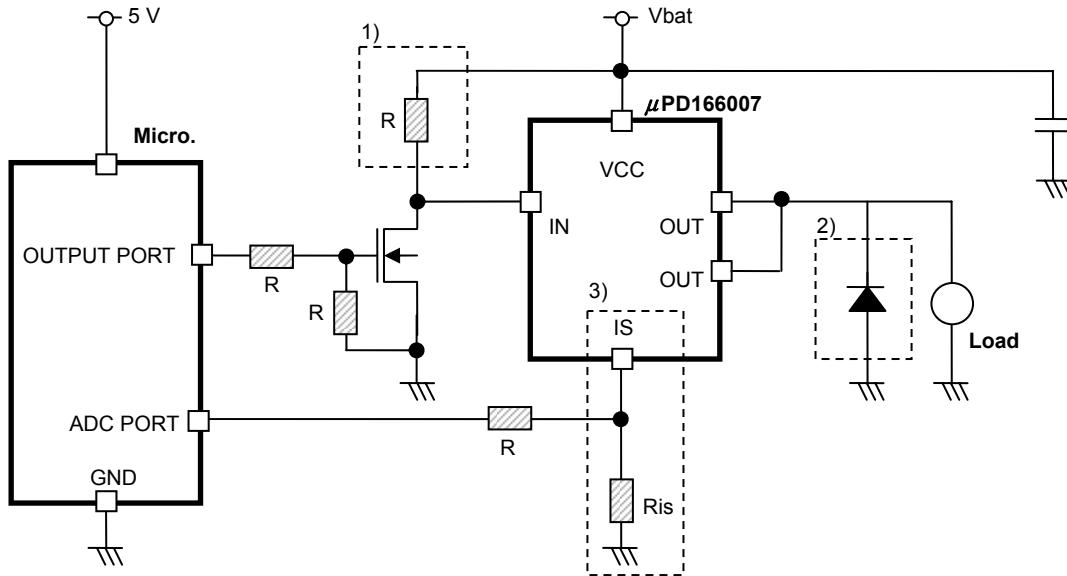 5 V
Vbat
1)
R
μPD166007
Micro.
VCC
IN
OUT
2)
OUTPUT PORT
R
OUT
R
3)
IS
Load
ADC PORT
R
GND
Ris